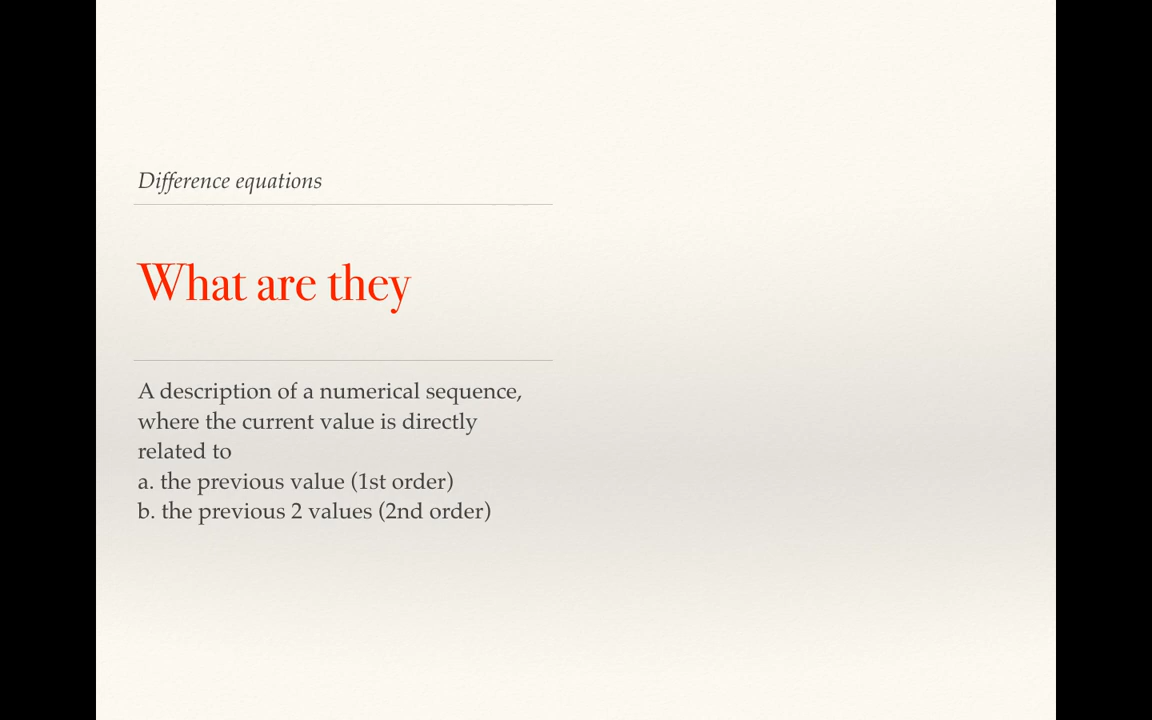 Difference equations
What are they
A description of a numerical sequence,
where the current value is directly
related to
a. the previous value (1st order)
b. the previous 2 values (2nd order)